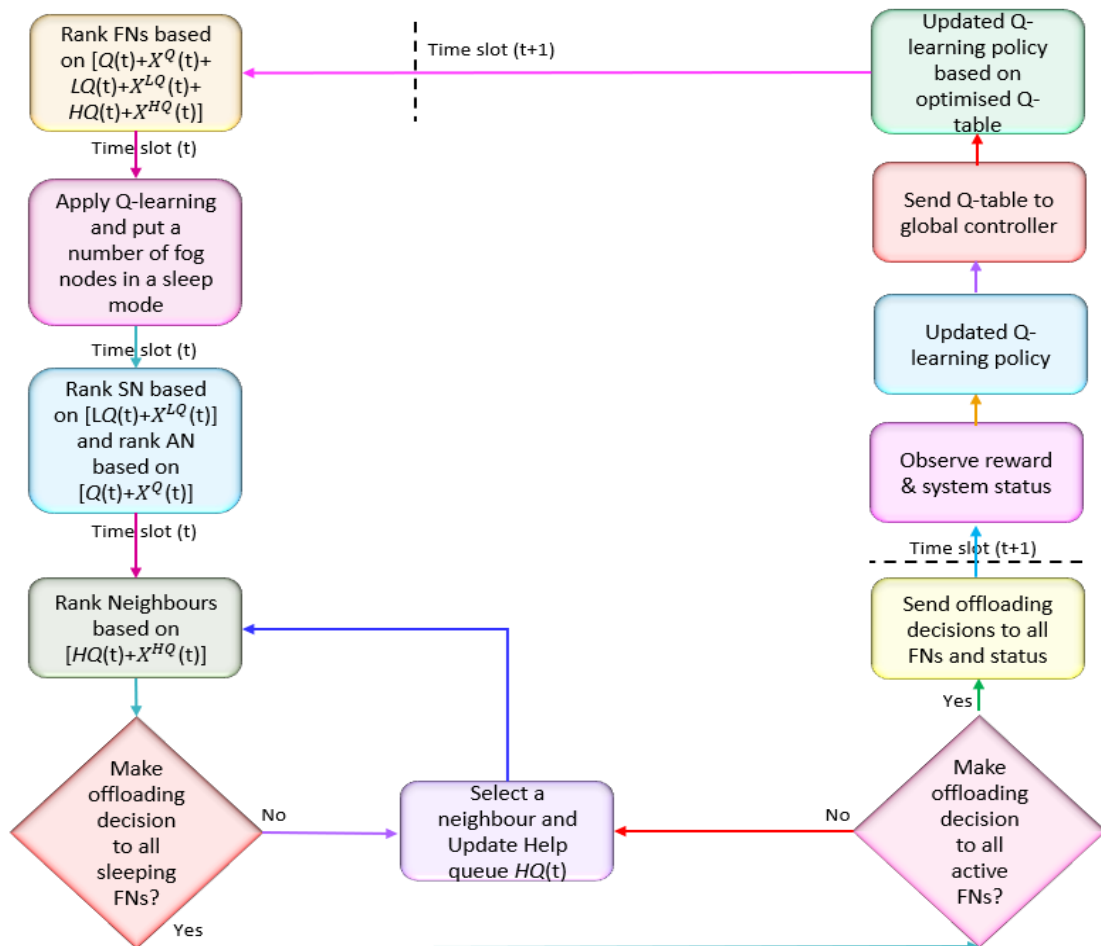 Rank FNs based
on [Q(t)+X^Q(t)+
LQ(t)+X^LQ(t)+
HQ(t)+X^HQ(t)]
Time slot (t)
Apply Q-learning
and put a
number of fog
nodes in a sleep
mode
Time slot (t)
Rank SN based
on [LQ(t)+X^LQ(t)]
and rank AN
based on
[Q(t)+X^Q(t)]
Time slot (t)
Rank Neighbours
based on
[HQ(t)+X^HQ(t)]
Make
offloading
decision
to all
sleeping
FNs?
No
Yes
Select a
neighbour and
Update Help
queue HQ(t)
No
Make
offloading
decision
to all
active
FNs?
Yes
Send offloading
decisions to all
FNs and status
Time slot (t+1)
Observe reward
& system status
Updated Q-
learning policy
Send Q-table to
global controller
Updated Q-
learning policy
based on
optimised Q-
table
Time slot (t+1)